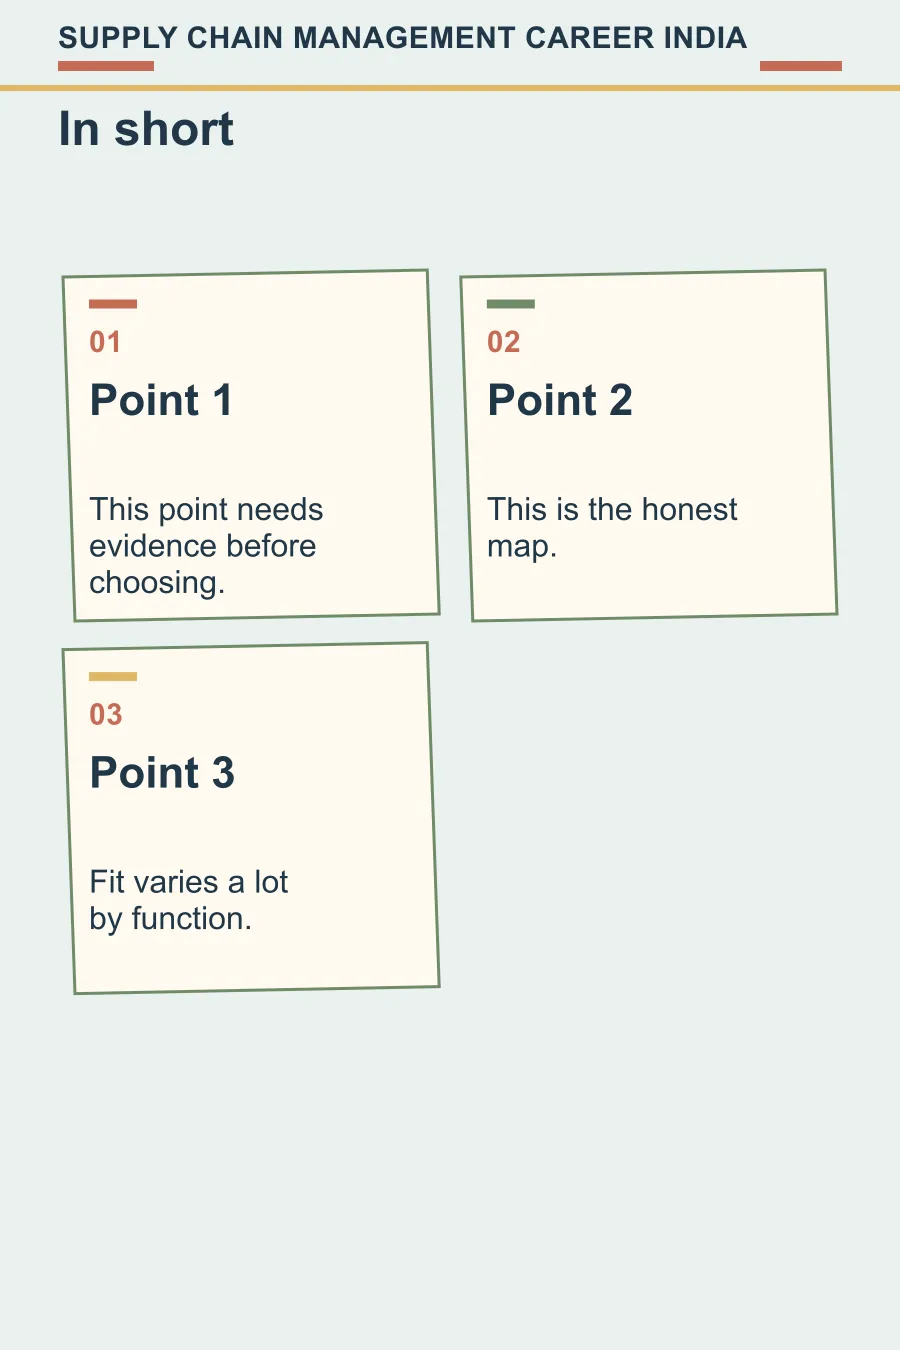 SUPPLY CHAIN MANAGEMENT CAREER INDIA
In short
01
Point 1
This point needs
evidence before
choosing.
02
Point 2
This is the honest
map.
03
Point 3
Fit varies a lot
by function.